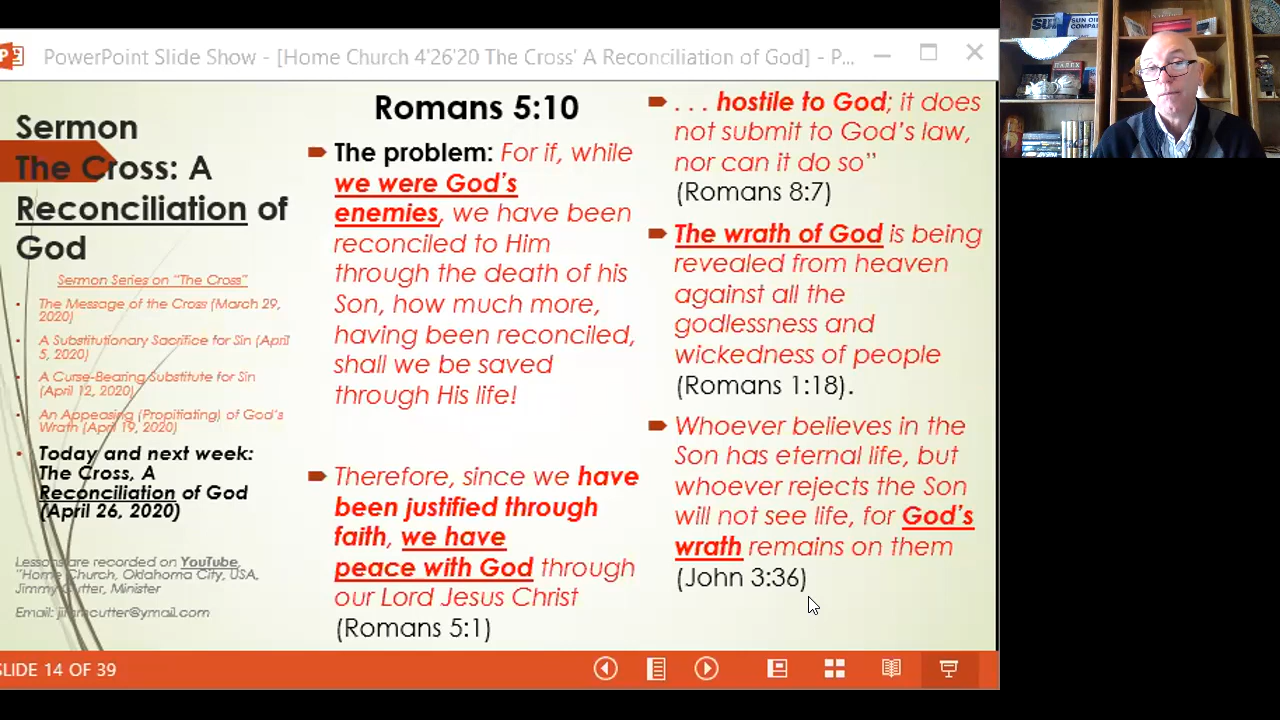 PowerPoint Slide Show - [Home Church 4'26'20 The Cross' A Reconciliation of God] - P...
Sermon
The Cross: A
Reconciliation of
God
Sermon Series on "The Cross"
• The Message of the Cross (March 29,
2020)
• A Substitutionary Sacrifice for Sin (April
5, 2020)
• A Curse-Bearing Substitute for Sin
(April 12, 2020)
• An Appeasing (Propitiating) of God's
Wrath (April 19, 2020)
• Today and next week:
The Cross, A
Reconciliation of God
(April 26, 2020)
Lessons are recorded on YouTube,
"Home Church, Oklahoma City, USA,
Jimmy Cutter, Minister
Email: jimmcutter@ymail.com
Romans 5:10
The problem: For if, while
we were God's
enemies, we have been
reconciled to Him
through the death of his
Son, how much more,
having been reconciled,
shall we be saved
through His life!
Therefore, since we have
been justified through
faith, we have
peace with God through
our Lord Jesus Christ
(Romans 5:1)
. . . hostile to God; it does
not submit to God's law,
nor can it do so"
(Romans 8:7)
The wrath of God is being
revealed from heaven
against all the
godlessness and
wickedness of people
(Romans 1:18).
Whoever believes in the
Son has eternal life, but
whoever rejects the Son
will not see life, for God's
wrath remains on them
(John 3:36)
SLIDE 14 OF 39
SUN OIL
COMPANY